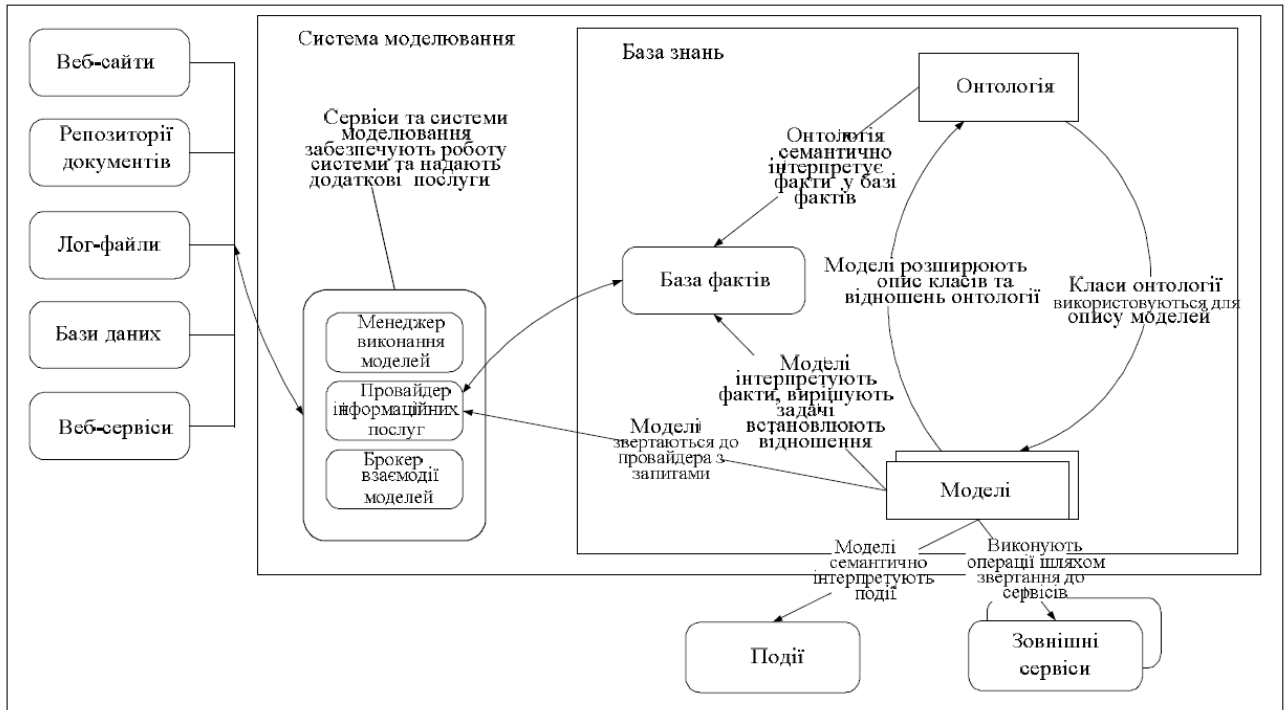 Веб-сайти
Репозиторії
документів
Лог-файли
Бази даних
Веб-сервіси
Система моделювання
Сервіси та системи
моделювання
забезпечують роботу
системи та надають
додаткові послуги
Менеджер
виконання
моделей
Провайдер
інформаційних
послуг
Брокер
взаємодії
моделей
База знань
Онтологія
Онтологія
семантично
інтерпретує
факти у базі
фактів
База фактів
Моделі розширюють
опис класів та
відношень онтології
Класи онтології
використовуються для
опису моделей
Моделі
інтерпретують
факти, вирішують
задачі
встановлюють
відношення
Моделі
звертаються до
провайдера з
запитами
Моделі
Моделі
семантично
інтерпретують
події
Виконують
операції шляхом
звертання до
сервісів
Події
Зовнішні
сервіси